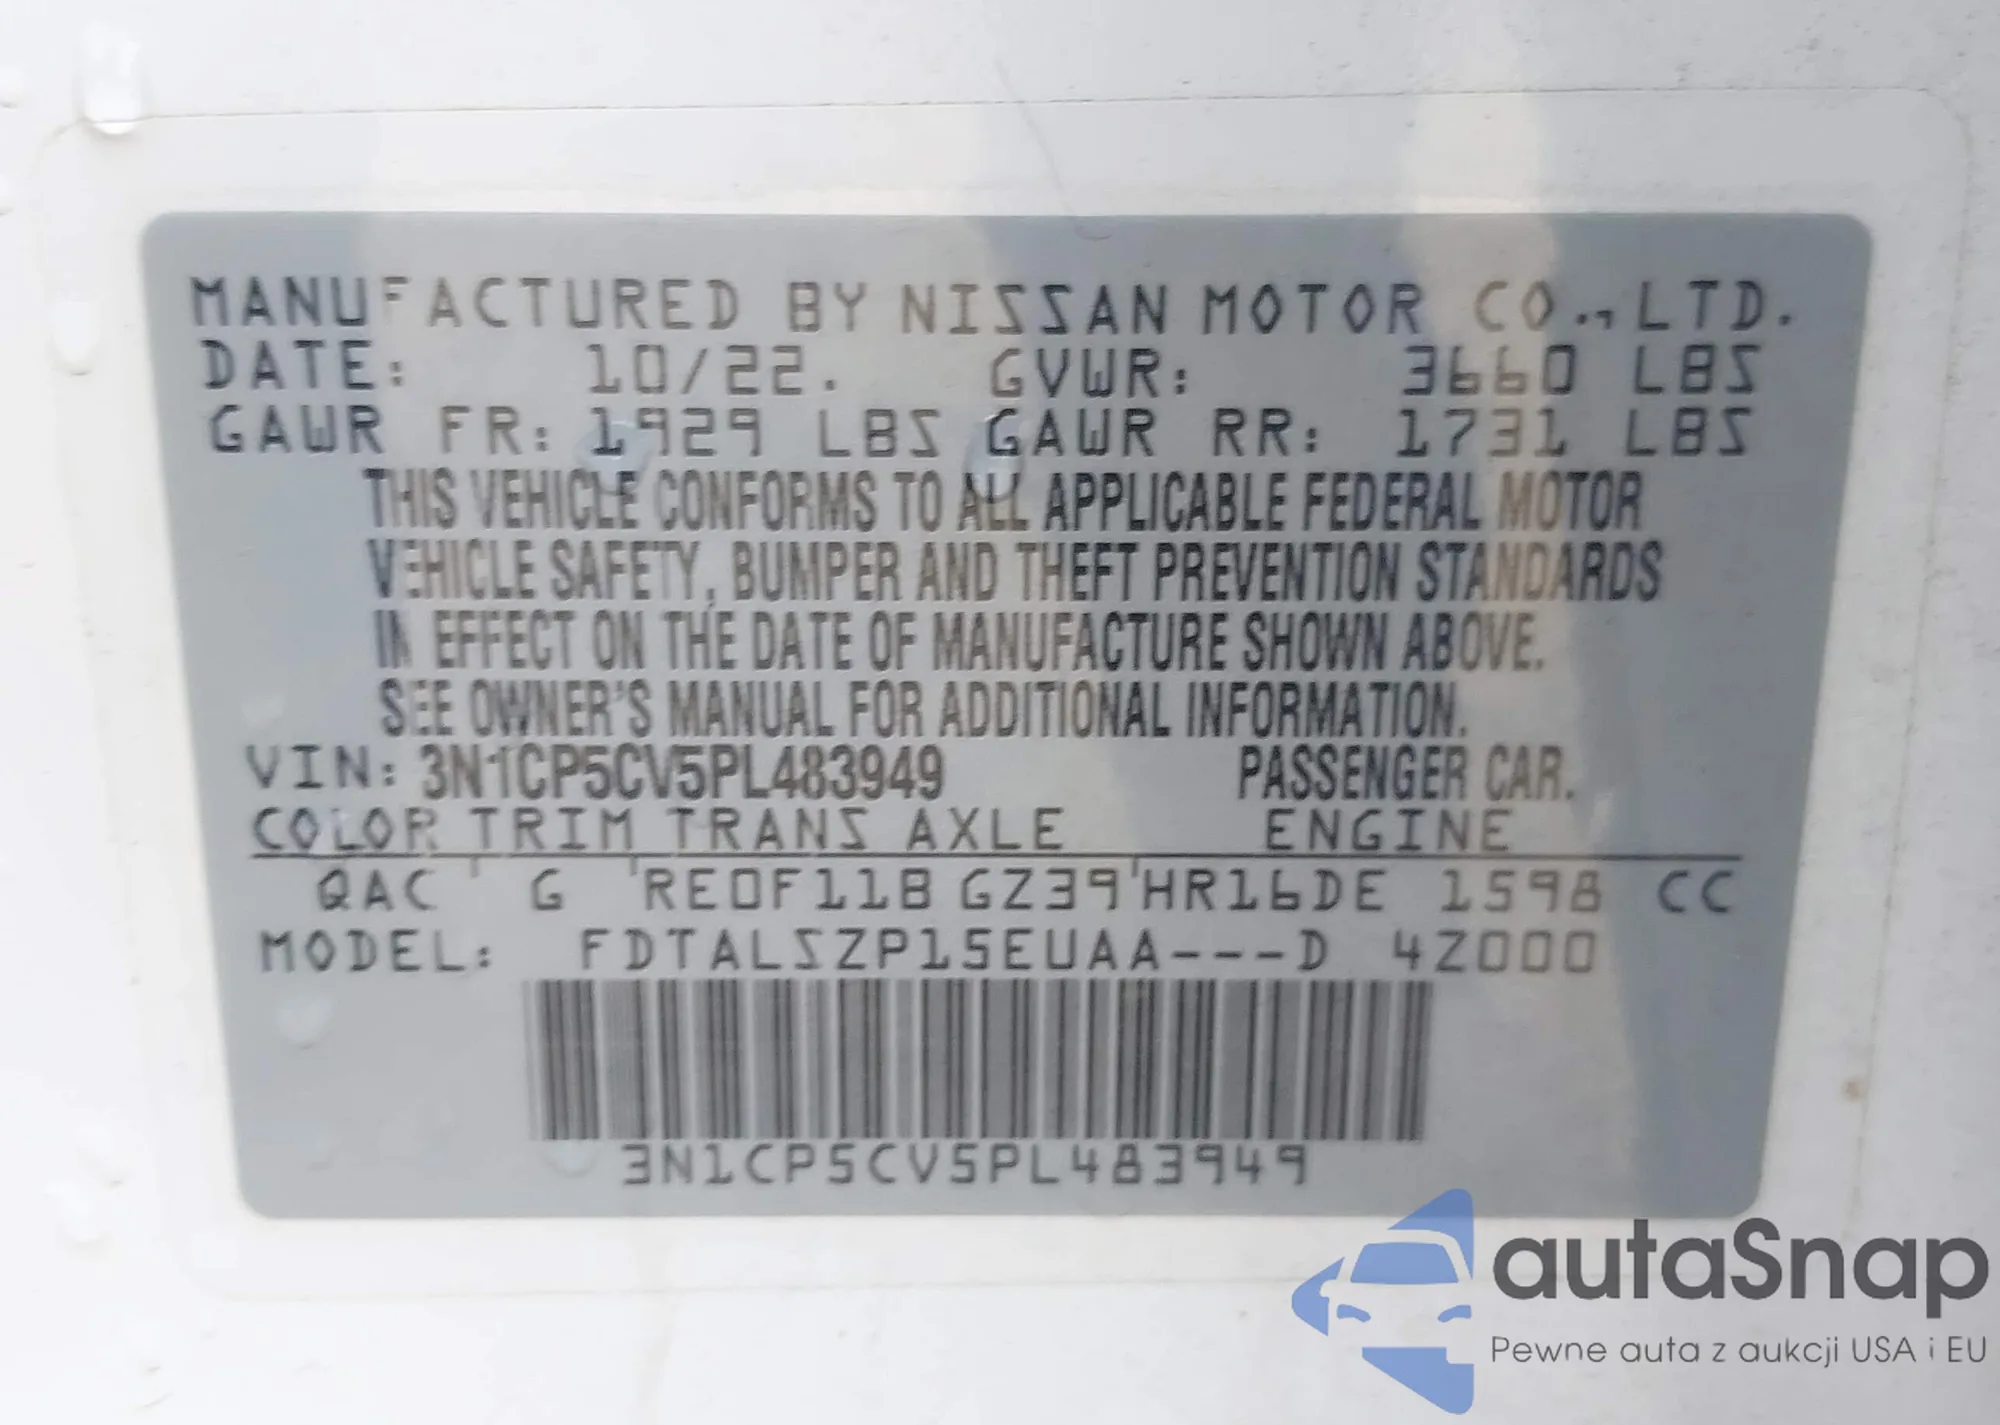 MANUFACTURED BY NISSAN MOTOR CO., LTD.
DATE: 10/22. GVWR: 3660 LBS
GAWR FR: 1929 LBS GAWR RR: 1731 LBS
THIS VEHICLE CONFORMS TO ALL APPLICABLE FEDERAL MOTOR
VEHICLE SAFETY, BUMPER AND THEFT PREVENTION STANDARDS
IN EFFECT ON THE DATE OF MANUFACTURE SHOWN ABOVE.
SEE OWNER'S MANUAL FOR ADDITIONAL INFORMATION.
VIN: 3N1CP5CV5PL483949 PASSENGER CAR.
COLOR TRIM TRANS AXLE ENGINE
QAC G RE0F11B GZ39 HR16DE 1598 CC
MODEL: FDTALSZP15EUAA---D 4Z000
3N1CP5CV5PL483949
autaSnap
Pewne auta z aukcji USA i EU